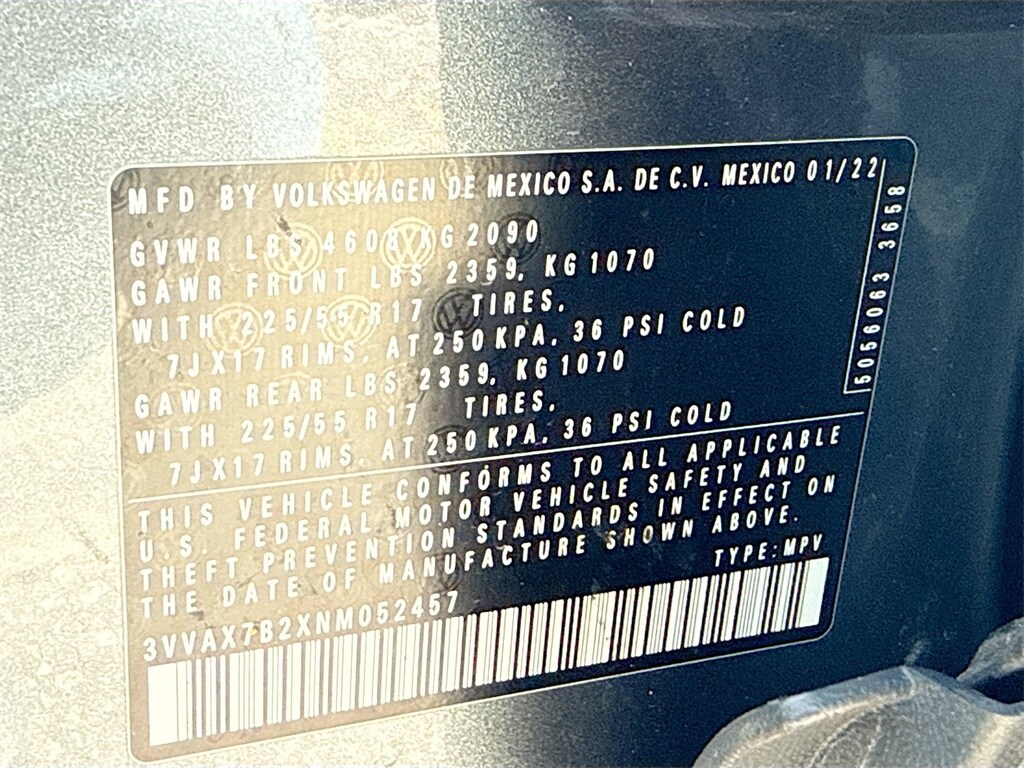 MFD BY VOLKSWAGEN DE MEXICO S.A. DE C.V. MEXICO 01/22
GVWR LBS 4608 KG 2090
GAWR FRONT LBS 2359, KG 1070
WITH 225/55 R17 TIRES,
7JX17 RIMS, AT 250 KPA, 36 PSI COLD
GAWR REAR LBS 2359, KG 1070
WITH 225/55 R17 TIRES,
7JX17 RIMS, AT 250 KPA, 36 PSI COLD
5056063 3658
THIS VEHICLE CONFORMS TO ALL APPLICABLE
U.S. FEDERAL MOTOR VEHICLE SAFETY AND
THEFT PREVENTION STANDARDS IN EFFECT ON
THE DATE OF MANUFACTURE SHOWN ABOVE.
TYPE: MPV
3VVAX7B2XNM052457